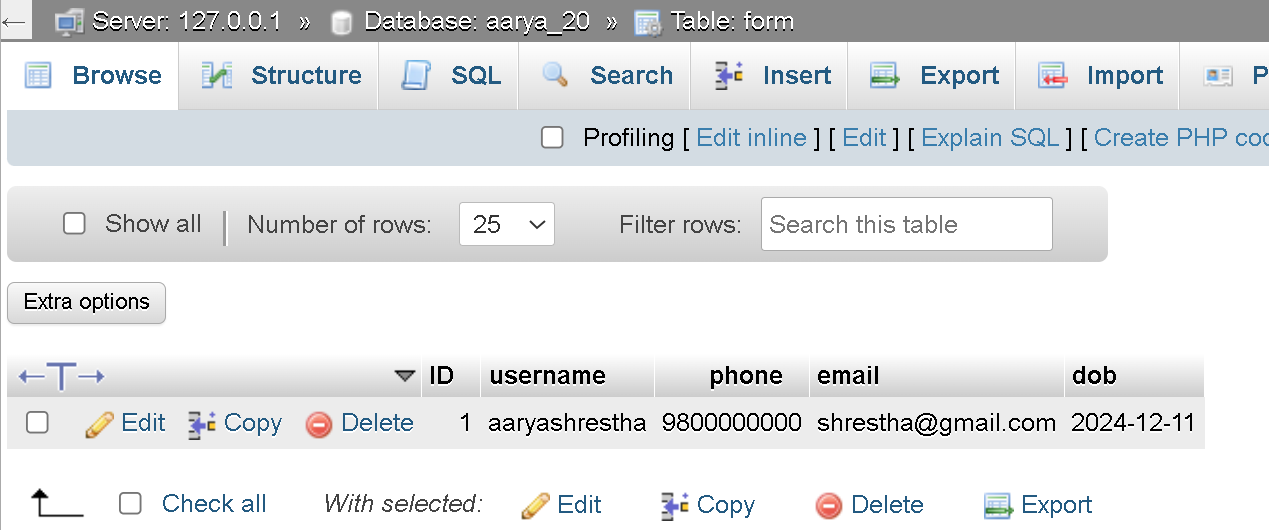 ← Server: 127.0.0.1 » Database: aarya_20 » Table: form
Browse Structure SQL Search Insert Export Import P
Profiling [ Edit inline ] [ Edit ] [ Explain SQL ] [ Create PHP co
Show all | Number of rows: 25 Filter rows: Search this table
Extra options
←T→ ID username phone email dob
Edit Copy Delete 1 aaryashrestha 9800000000 shrestha@gmail.com 2024-12-11
Check all With selected: Edit Copy Delete Export